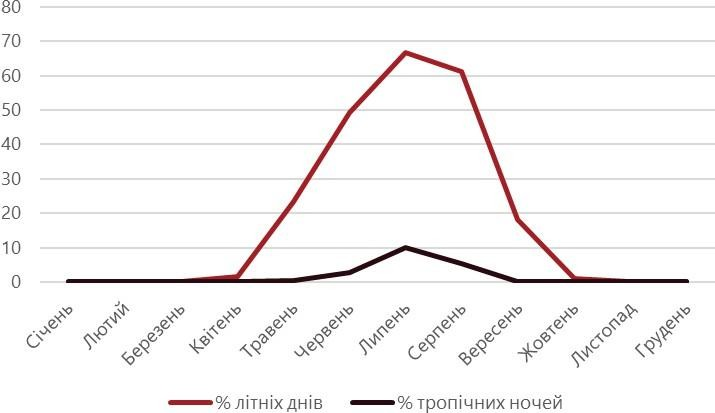 80
70
60
50
40
30
20
10
0
Січень
Лютий
Березень
Квітень
Травень
Червень
Липень
Серпень
Вересень
Жовтень
Листопад
Грудень
% літніх днів
% тропічних ночей